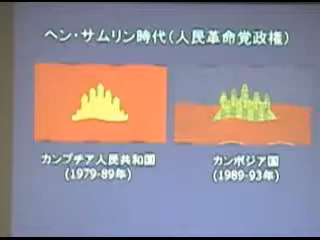 ヘン・サムリン時代(人民革命党政権)
カンプチア人民共和国
(1979-89年)
カンボジア国
(1989-93年)